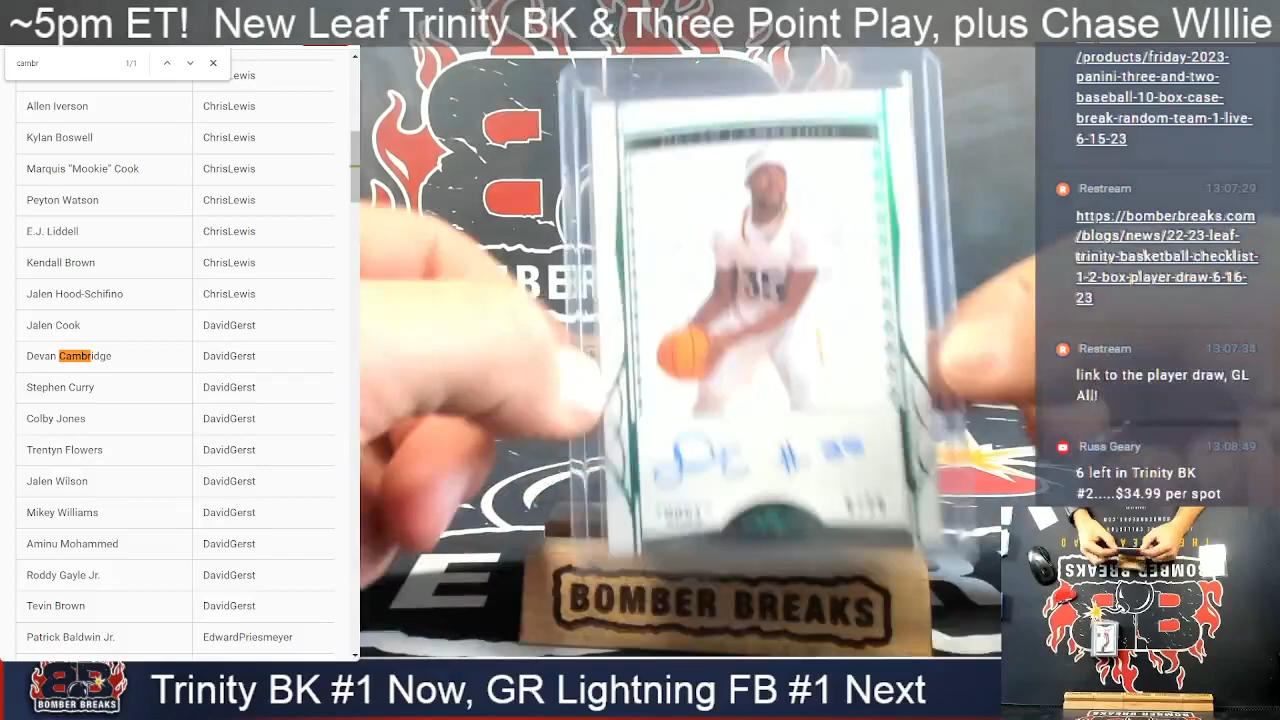 ~5pm ET!  New Leaf Trinity BK & Three Point Play, plus Chase WIllie
cambr 1/1
ChrisLewis
Allen Iverson ChrisLewis
Kylan Boswell ChrisLewis
Marquis "Mookie" Cook ChrisLewis
Peyton Watson ChrisLewis
E.J. Liddell ChrisLewis
Kendall Brown ChrisLewis
Jalen Hood-Schifino ChrisLewis
Jalen Cook DavidGerst
Devan Cambridge DavidGerst
Stephen Curry DavidGerst
Colby Jones DavidGerst
Trentyn Flowers DavidGerst
Jalen Wilson DavidGerst
Mikey Williams DavidGerst
Aminu Mohammed DavidGerst
Roddy Gayle Jr. DavidGerst
Tevin Brown DavidGerst
Patrick Baldwin Jr. EdwardPriesmeyer
35
BOMBER BREAKS
/products/friday-2023-
panini-three-and-two-
baseball-10-box-case-
break-random-team-1-live-
6-15-23
Restream 13:07:29
https://bomberbreaks.com
/blogs/news/22-23-leaf-
trinity-basketball-checklist-
1-2-box-player-draw-6-16-
23
Restream 13:07:34
link to the player draw, GL
All!
Russ Geary 13:08:49
6 left in Trinity BK
#2.....$34.99 per spot
BOMBER BREAKS
BOMBER BREAKS
Trinity BK #1 Now, GR Lightning FB #1 Next